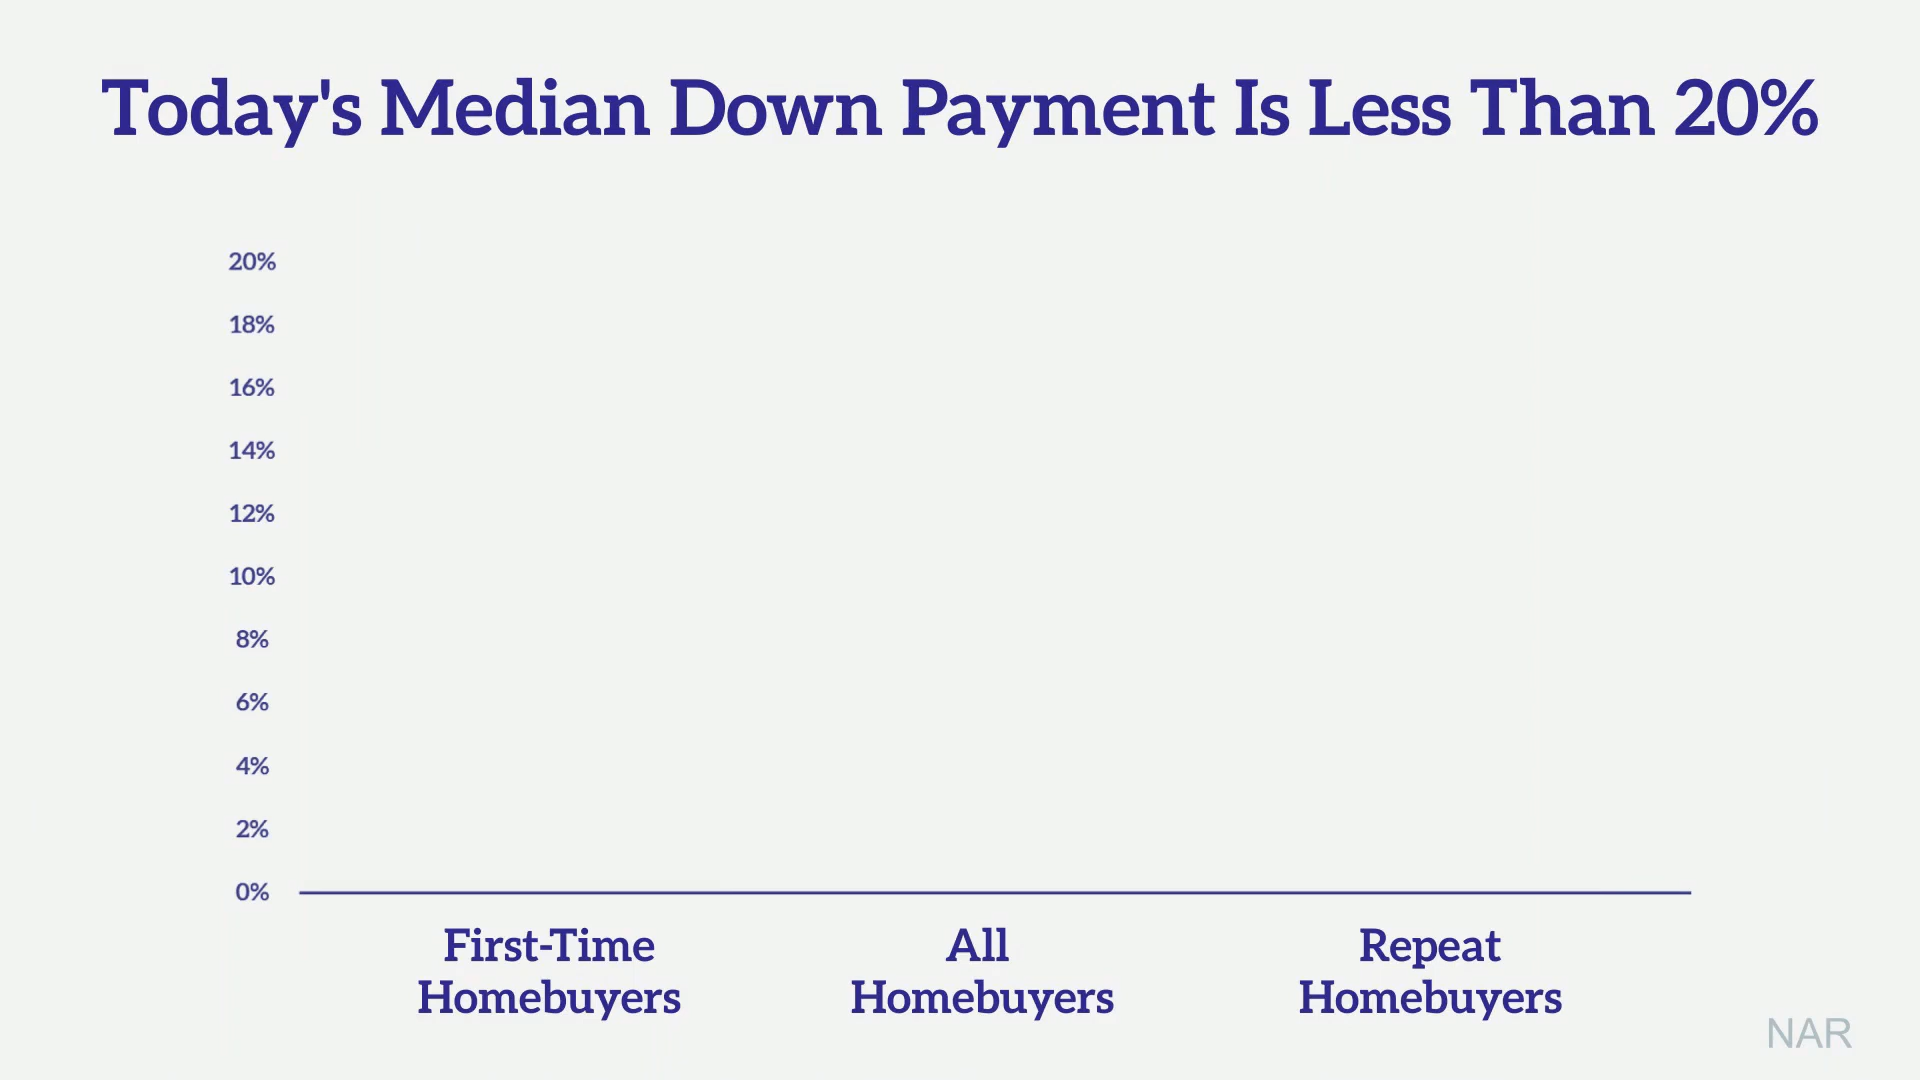 Today's Median Down Payment Is Less Than 20%
20%
18%
16%
14%
12%
10%
8%
6%
4%
2%
0%
First-Time
Homebuyers
All
Homebuyers
Repeat
Homebuyers
NAR